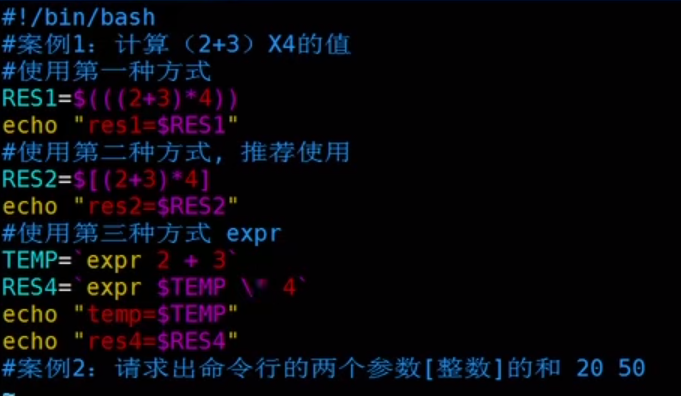 #!/bin/bash
#案例1：计算（2+3）X4的值
#使用第一种方式
RES1=$(((2+3)*4))
echo "res1=$RES1"
#使用第二种方式, 推荐使用
RES2=$[(2+3)*4]
echo "res2=$RES2"
#使用第三种方式 expr
TEMP=`expr 2 + 3`
RES4=`expr $TEMP \* 4`
echo "temp=$TEMP"
echo "res4=$RES4"
#案例2：请求出命令行的两个参数[整数]的和 20 50
~